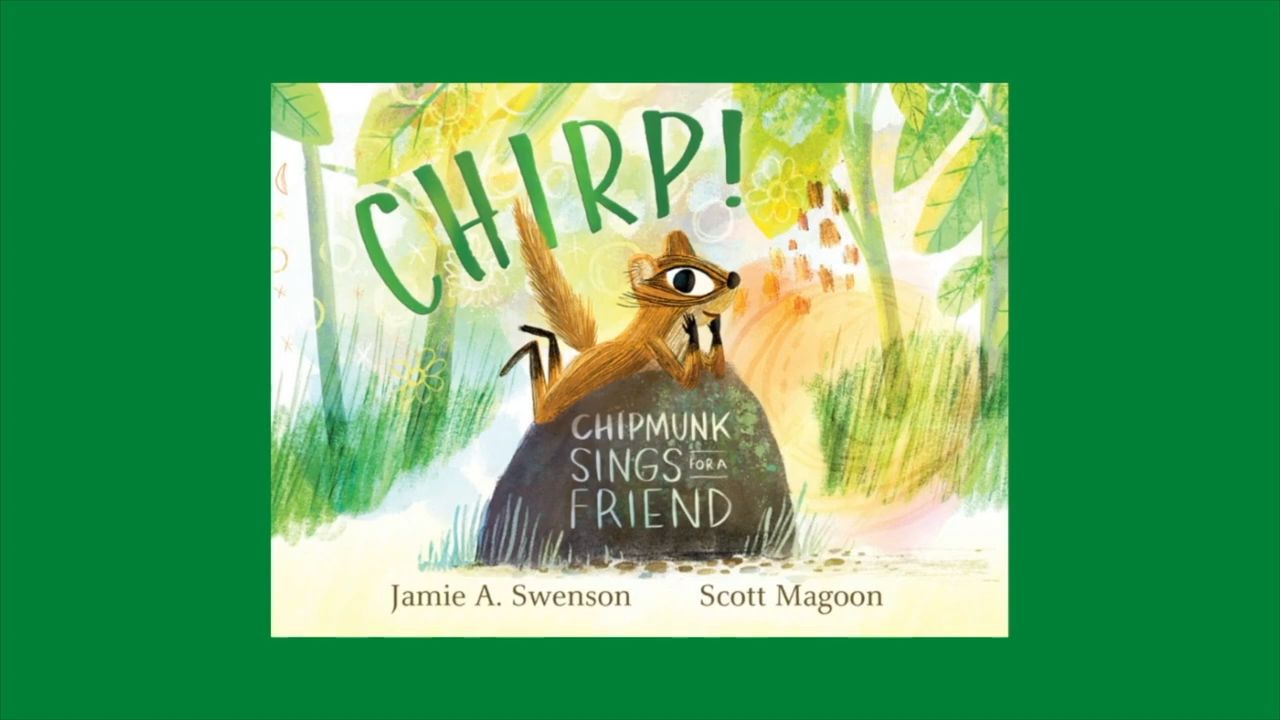 CHIRP!
CHIPMUNK
SINGS FOR A
FRIEND
Jamie A. Swenson Scott Magoon